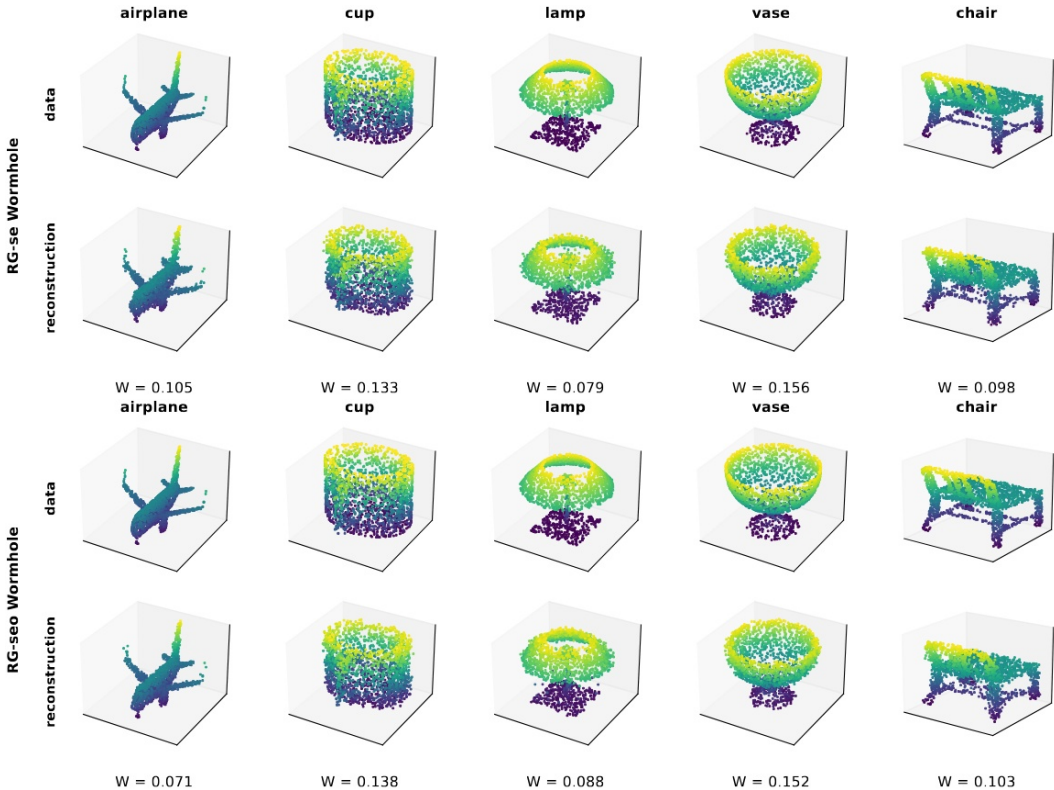 airplane cup lamp vase chair
RG-se Wormhole
data
reconstruction
W = 0.105 W = 0.133 W = 0.079 W = 0.156 W = 0.098
airplane cup lamp vase chair
RG-seo Wormhole
data
reconstruction
W = 0.071 W = 0.138 W = 0.088 W = 0.152 W = 0.103